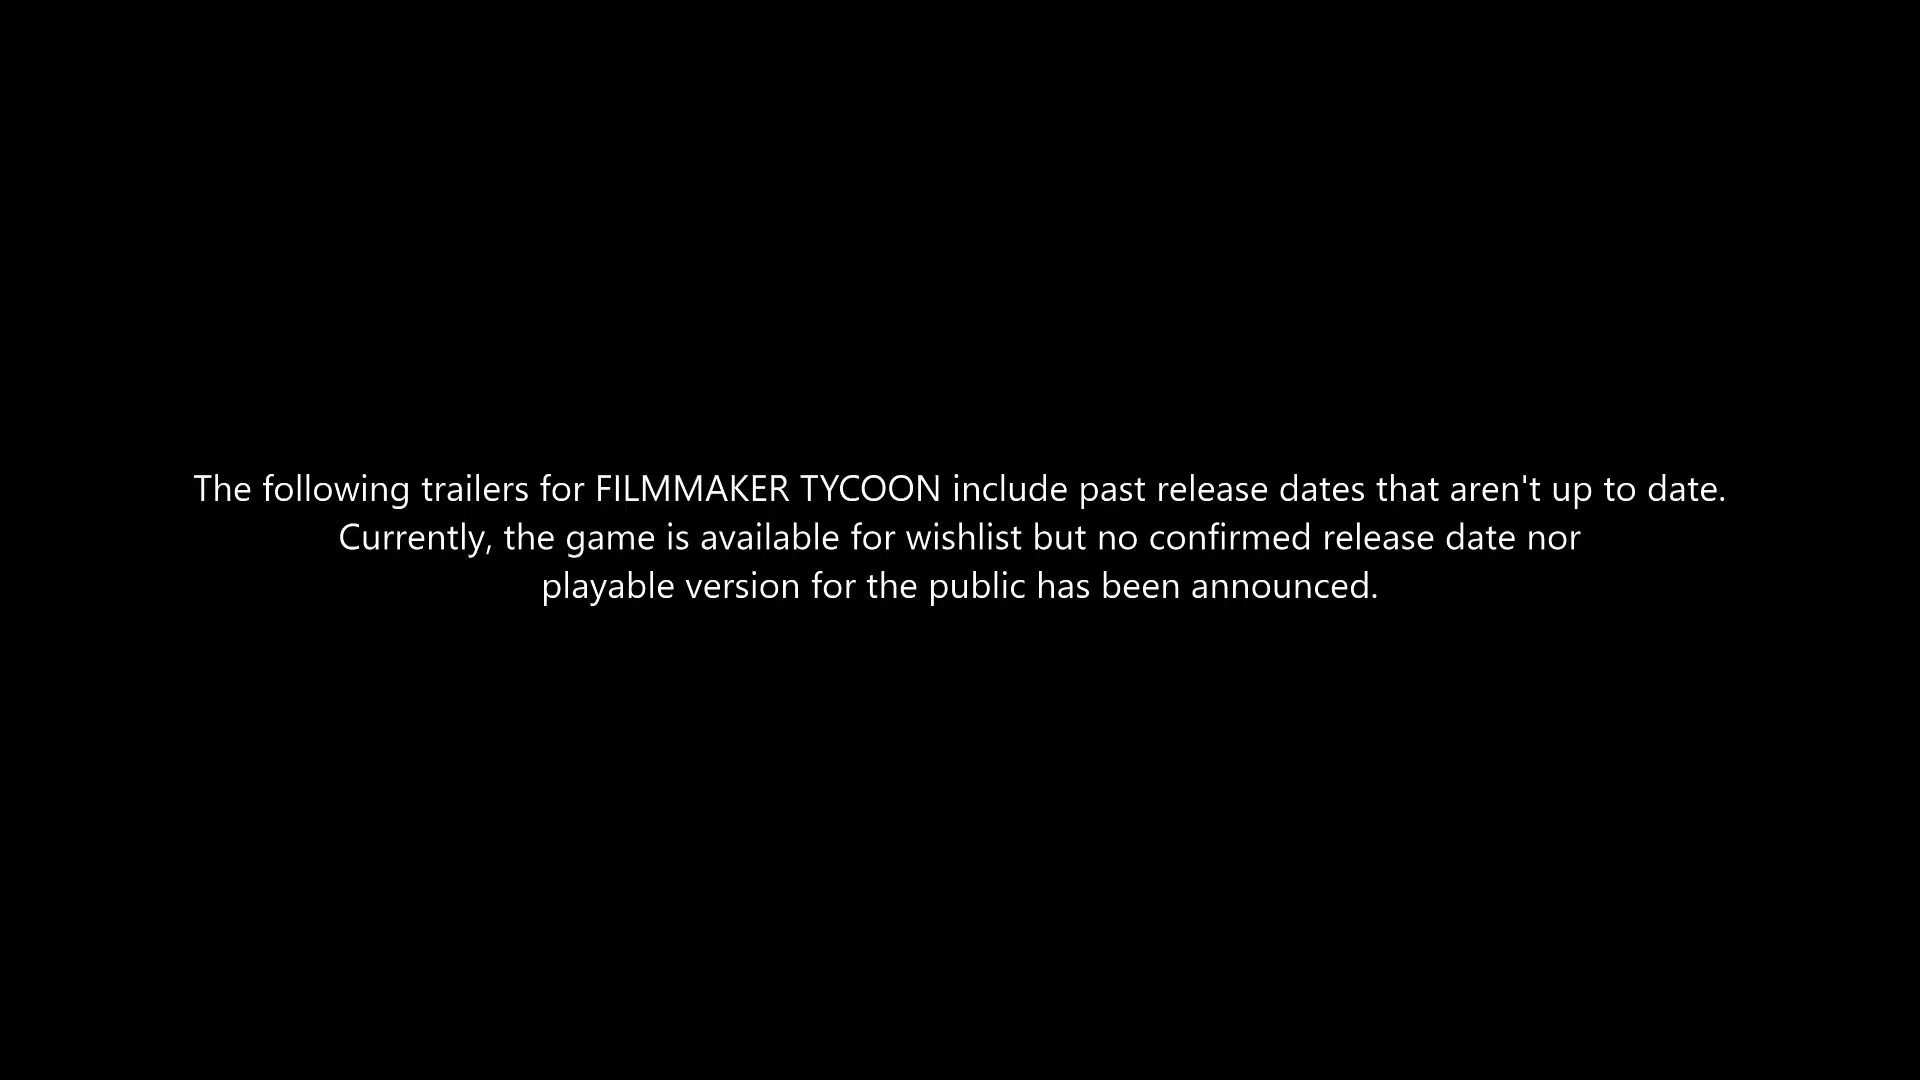 The following trailers for FILMMAKER TYCOON include past release dates that aren't up to date.
Currently, the game is available for wishlist but no confirmed release date nor
playable version for the public has been announced.